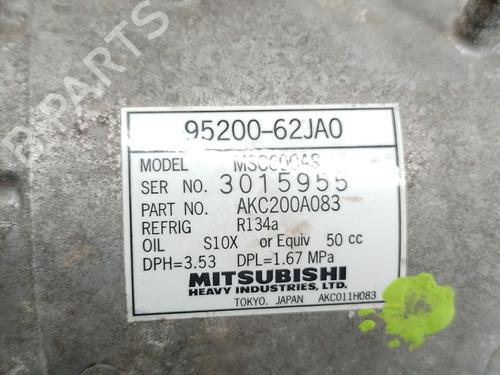 95200-62JA0
MODEL
SER NO. 3015955
PART NO. AKC200A083
REFRIG R134a
OIL S10X or Equiv 50 cc
DPH=3.53 DPL=1.67 MPa
MITSUBISHI
HEAVY INDUSTRIES, LTD.
TOKYO. JAPAN AKC011H083
B-PARTS